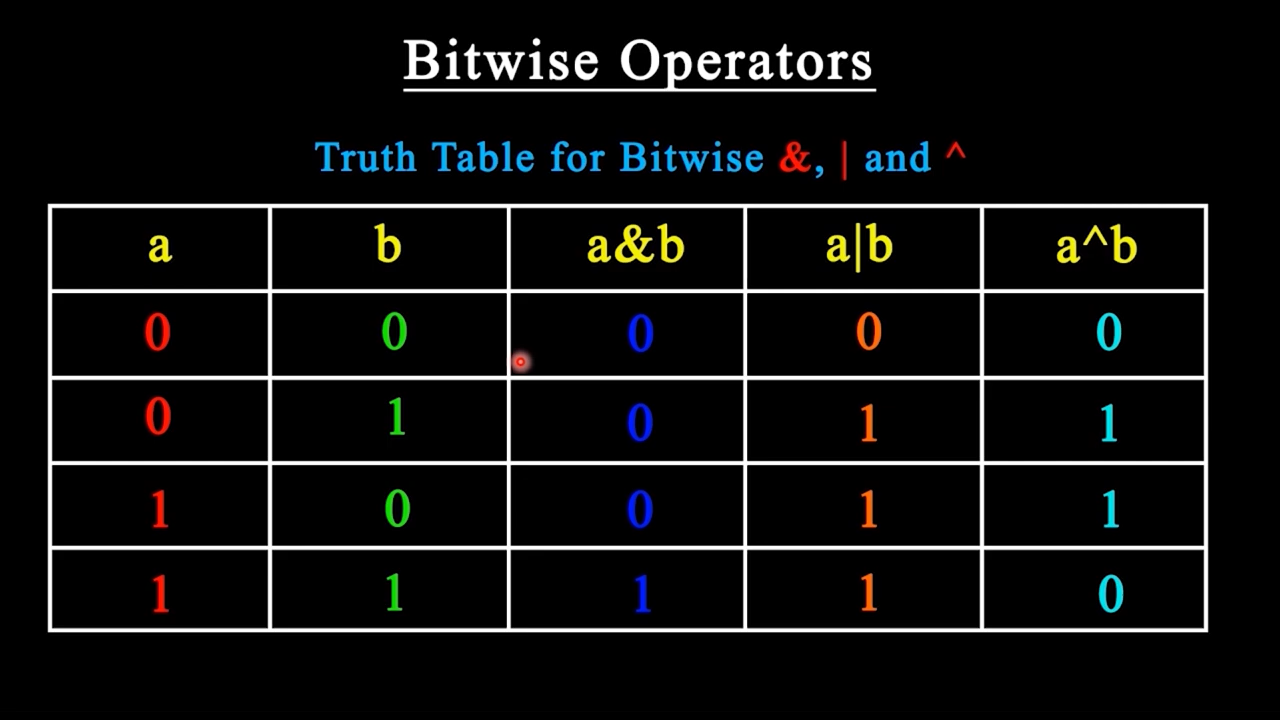 Bitwise Operators
Truth Table for Bitwise &, | and ^
a b a&b a|b a^b
0 0 0 0 0
0 1 0 1 1
1 0 0 1 1
1 1 1 1 0